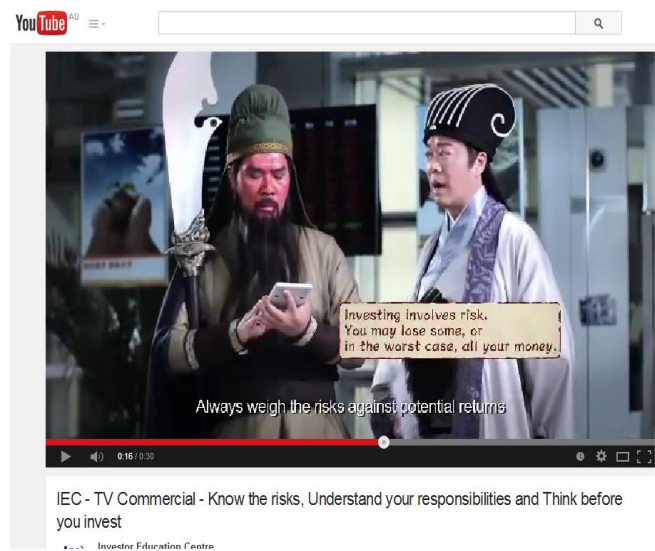 YouTube AU
Investing involves risk.
You may lose some, or
in the worst case, all your money.
Always weigh the risks against potential returns
0:16 / 0:30
IEC - TV Commercial - Know the risks, Understand your responsibilities and Think before
you invest
Investor Education Centre